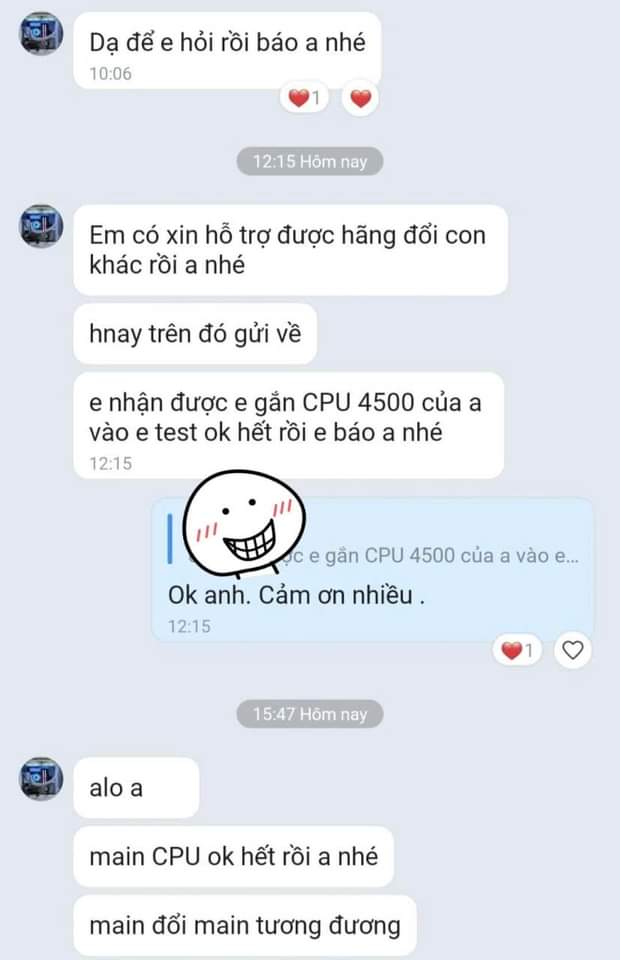 Dạ để e hỏi rồi báo a nhé
10:06
1
12:15 Hôm nay
Em có xin hỗ trợ được hãng đổi con
khác rồi a nhé
hnay trên đó gửi về
e nhận được e gắn CPU 4500 của a
vào e test ok hết rồi e báo a nhé
12:15
e gắn CPU 4500 của a vào e...
Ok anh. Cảm ơn nhiều .
12:15
1
15:47 Hôm nay
alo a
main CPU ok hết rồi a nhé
main đổi main tương đương